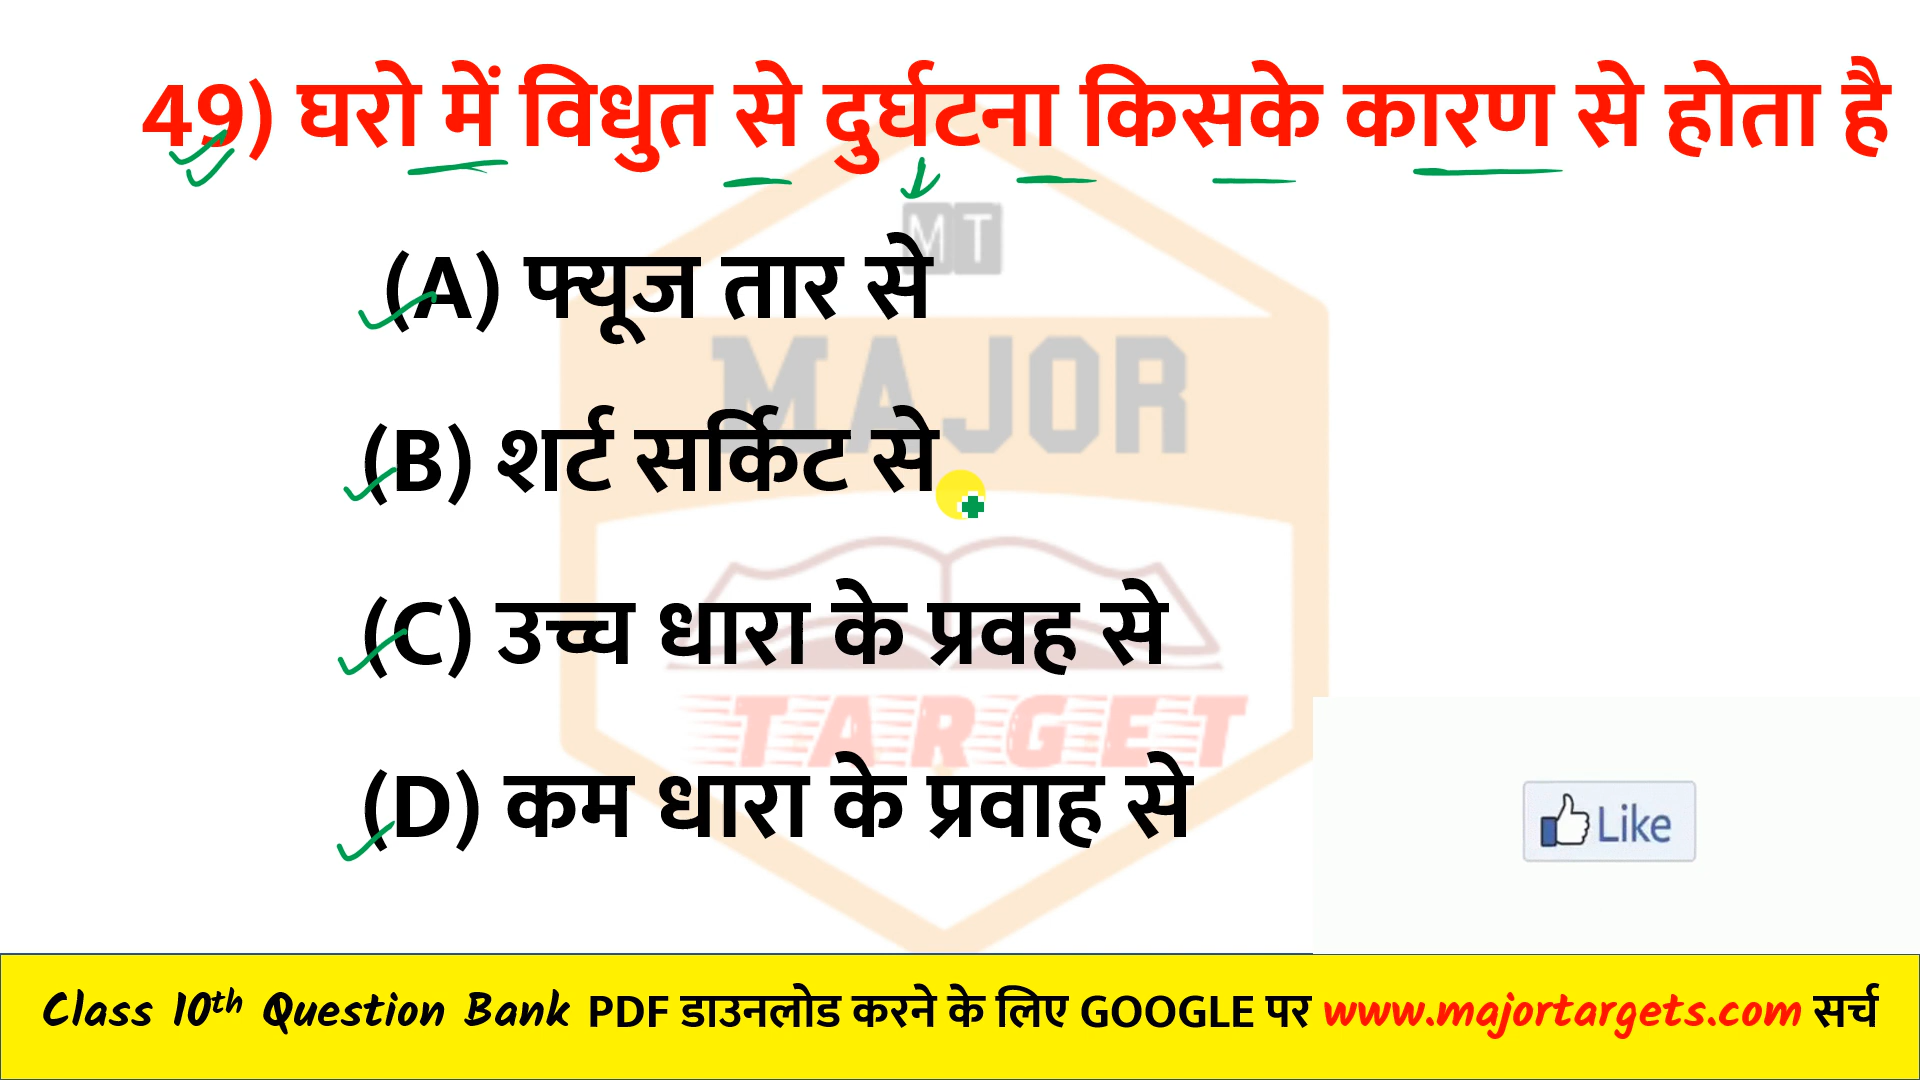 49) घरो में विधुत से दुर्घटना किसके कारण से होता है
MT
(A) फ्यूज तार से
MAJOR
(B) शर्ट सर्किट से
(C) उच्च धारा के प्रवह से
TARGET
(D) कम धारा के प्रवाह से
Like
Class 10th Question Bank PDF डाउनलोड करने के लिए GOOGLE पर www.majortargets.com सर्च